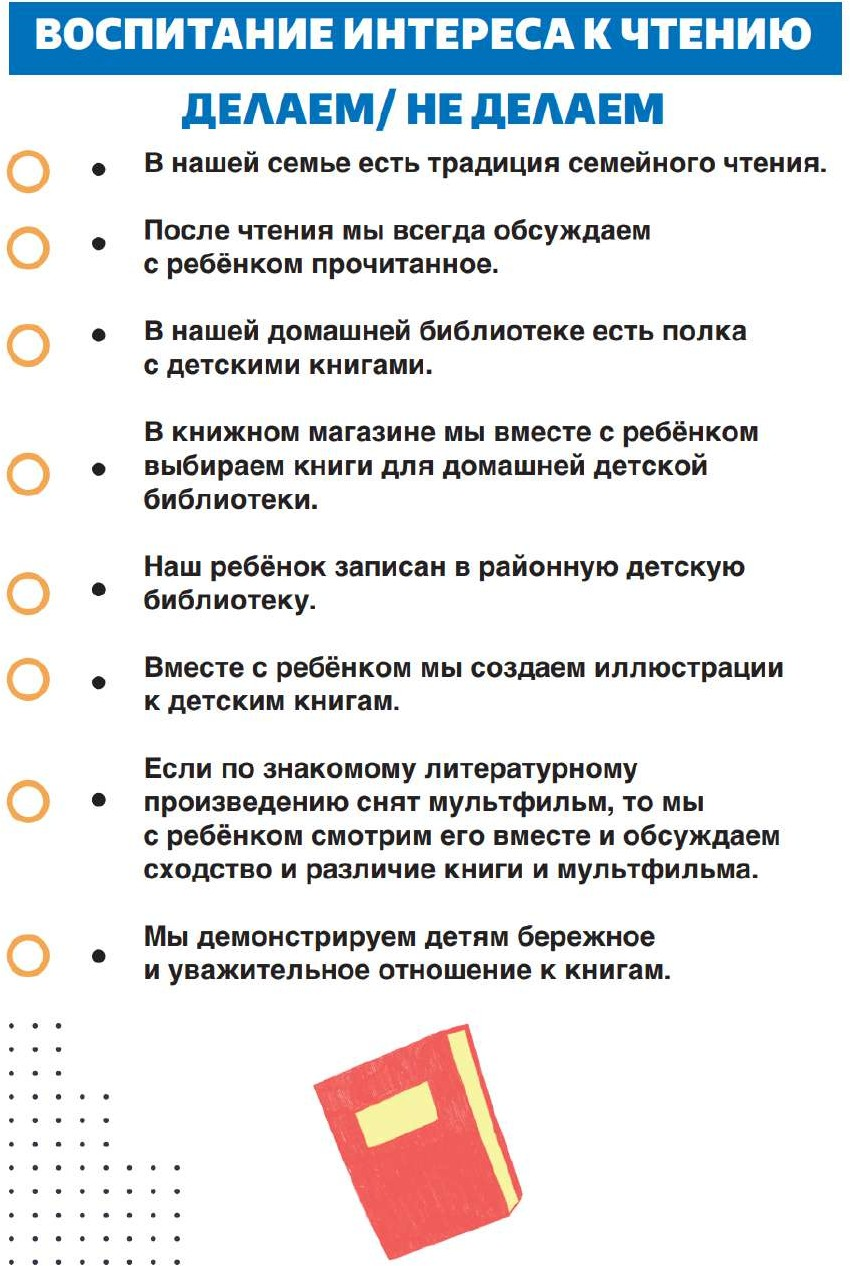 ВОСПИТАНИЕ ИНТЕРЕСА К ЧТЕНИЮ
ДЕЛАЕМ/ НЕ ДЕЛАЕМ
• В нашей семье есть традиция семейного чтения.
• После чтения мы всегда обсуждаем
с ребёнком прочитанное.
• В нашей домашней библиотеке есть полка
с детскими книгами.
В книжном магазине мы вместе с ребёнком
• выбираем книги для домашней детской
библиотеки.
• Наш ребёнок записан в районную детскую
библиотеку.
• Вместе с ребёнком мы создаем иллюстрации
к детским книгам.
Если по знакомому литературному
• произведению снят мультфильм, то мы
с ребёнком смотрим его вместе и обсуждаем
сходство и различие книги и мультфильма.
• Мы демонстрируем детям бережное
и уважительное отношение к книгам.